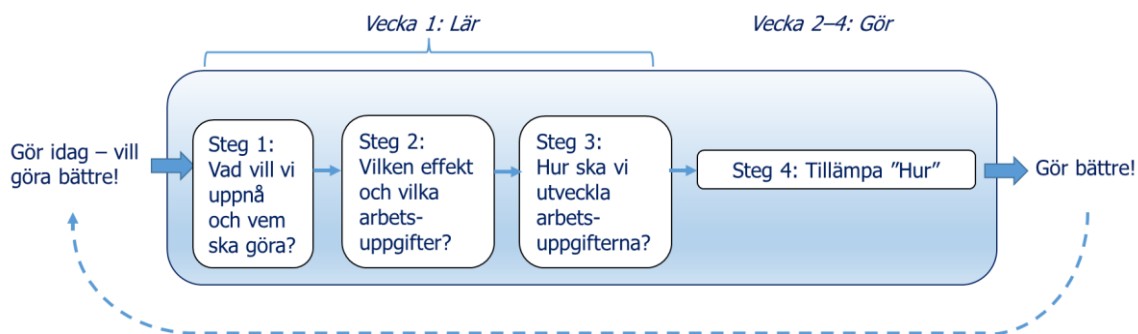 Vecka 1: Lär
Vecka 2–4: Gör
Gör idag – vill
göra bättre!
Steg 1:
Vad vill vi
uppnå
och vem
ska göra?
Steg 2:
Vilken effekt
och vilka
arbets-
uppgifter?
Steg 3:
Hur ska vi
utveckla
arbets-
uppgifterna?
Steg 4: Tillämpa ”Hur”
Gör bättre!